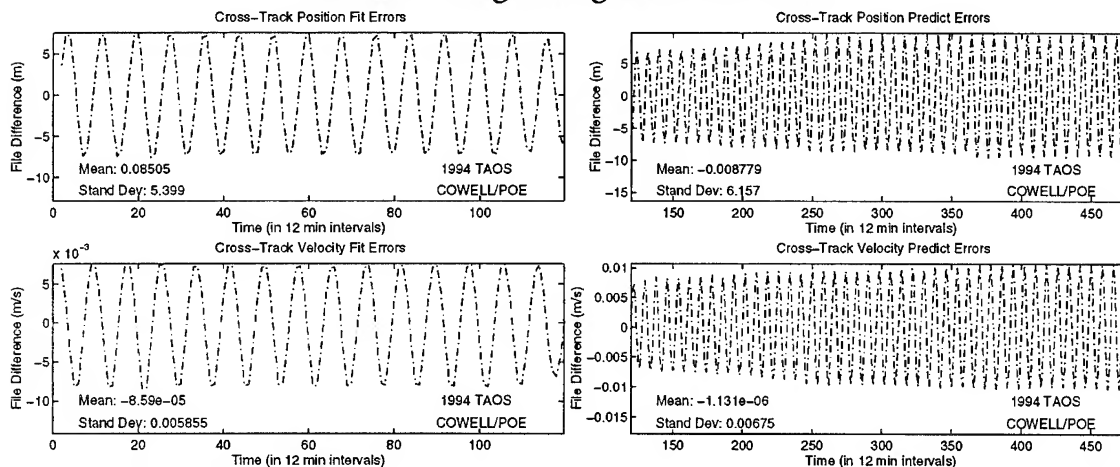 Cross-Track Position Fit Errors
File Difference (m)
5
0
-5
-10
Mean: 0.08505
1994 TAOS
Stand Dev: 5.399
COWELL/POE
0 20 40 60 80 100
Time (in 12 min intervals)
Cross-Track Position Predict Errors
File Difference (m)
5
0
-5
-10
-15
Mean: -0.008779
1994 TAOS
Stand Dev: 6.157
COWELL/POE
150 200 250 300 350 400 450
Time (in 12 min intervals)
x 10-3
Cross-Track Velocity Fit Errors
File Difference (m/s)
5
0
-5
-10
Mean: -8.59e-05
1994 TAOS
Stand Dev: 0.005855
COWELL/POE
0 20 40 60 80 100
Time (in 12 min intervals)
Cross-Track Velocity Predict Errors
File Difference (m/s)
0.01
0.005
0
-0.005
-0.01
-0.015
Mean: -1.131e-06
1994 TAOS
Stand Dev: 0.00675
COWELL/POE
150 200 250 300 350 400 450
Time (in 12 min intervals)